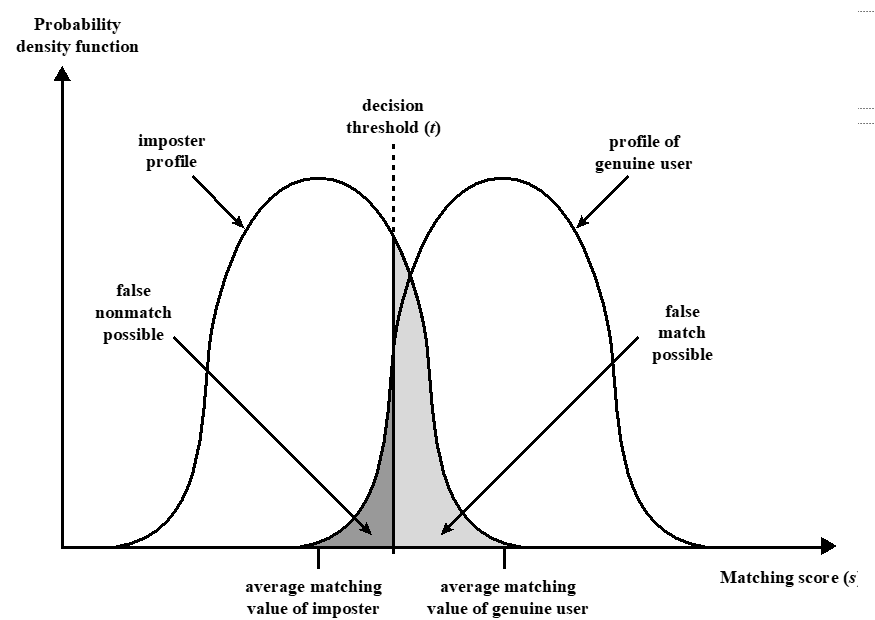 Probability
density function
decision
threshold (t)
imposter
profile
profile of
genuine user
false
nonmatch
possible
false
match
possible
average matching
value of imposter
average matching
value of genuine user
Matching score (s)